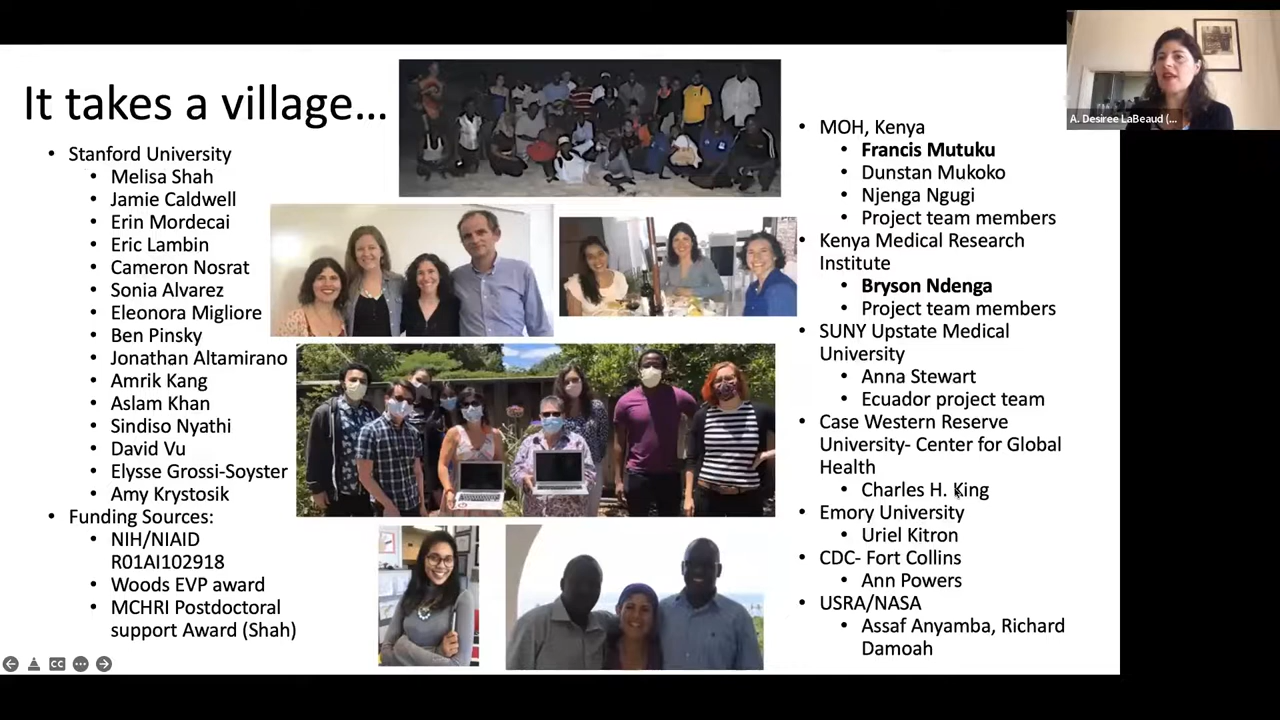 It takes a village...
Stanford University
Melisa Shah
Jamie Caldwell
Erin Mordecai
Eric Lambin
Cameron Nosrat
Sonia Alvarez
Eleonora Migliore
Ben Pinsky
Jonathan Altamirano
Amrik Kang
Aslam Khan
Sindiso Nyathi
David Vu
Elysse Grossi-Soyster
Amy Krystosik
Funding Sources:
NIH/NIAID
R01AI102918
Woods EVP award
MCHRI Postdoctoral
support Award (Shah)
MOH, Kenya
Francis Mutuku
Dunstan Mukoko
Njenga Ngugi
Project team members
Kenya Medical Research
Institute
Bryson Ndenga
Project team members
SUNY Upstate Medical
University
Anna Stewart
Ecuador project team
Case Western Reserve
University- Center for Global
Health
Charles H. King
Emory University
Uriel Kitron
CDC- Fort Collins
Ann Powers
USRA/NASA
Assaf Anyamba, Richard
Damoah
A. Desiree LaBeaud (...
CC